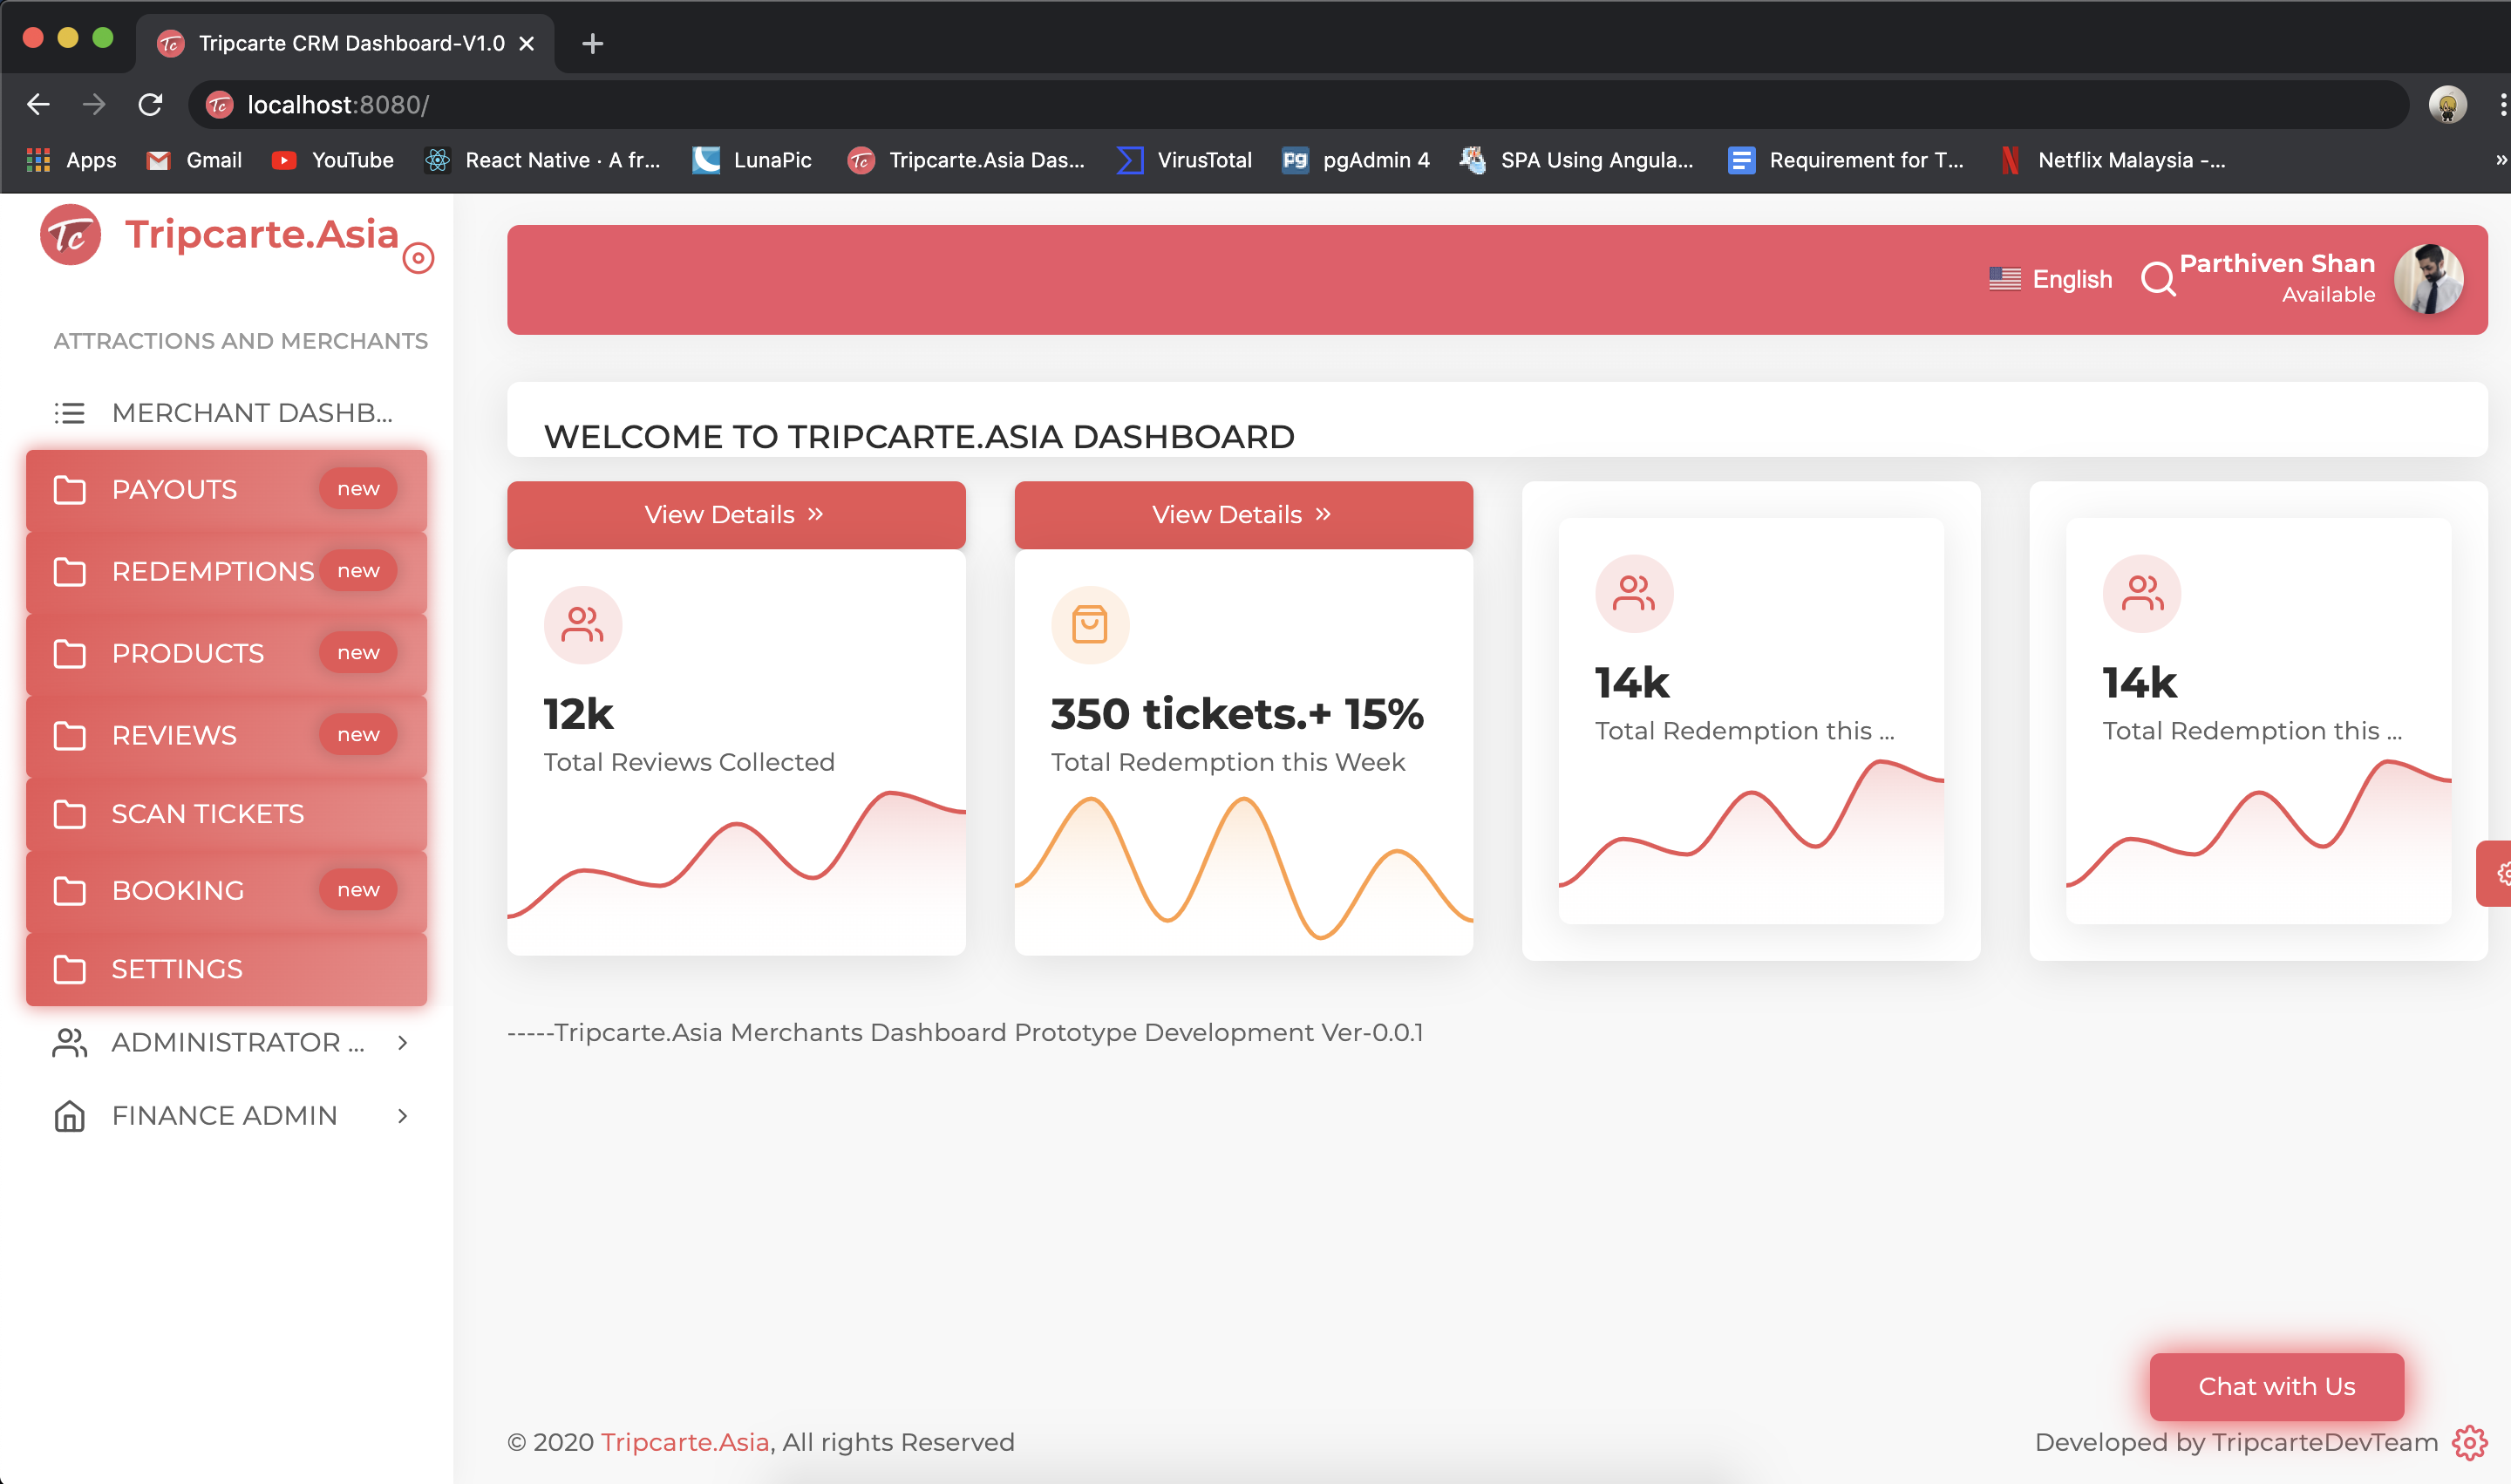 Tripcarte CRM Dashboard-V1.0
localhost:8080/
Apps Gmail YouTube React Native · A fr... LunaPic Tripcarte.Asia Das... VirusTotal pgAdmin 4 SPA Using Angula... Requirement for T... Netflix Malaysia -...
Tripcarte.Asia
English
Parthiven Shan
Available
ATTRACTIONS AND MERCHANTS
MERCHANT DASHB...
PAYOUTS new
REDEMPTIONS new
PRODUCTS new
REVIEWS new
SCAN TICKETS
BOOKING new
SETTINGS
ADMINISTRATOR ...
FINANCE ADMIN
WELCOME TO TRIPCARTE.ASIA DASHBOARD
View Details »
12k
Total Reviews Collected
View Details »
350 tickets.+ 15%
Total Redemption this Week
14k
Total Redemption this ...
14k
Total Redemption this ...
-----Tripcarte.Asia Merchants Dashboard Prototype Development Ver-0.0.1
Chat with Us
© 2020 Tripcarte.Asia, All rights Reserved
Developed by TripcarteDevTeam